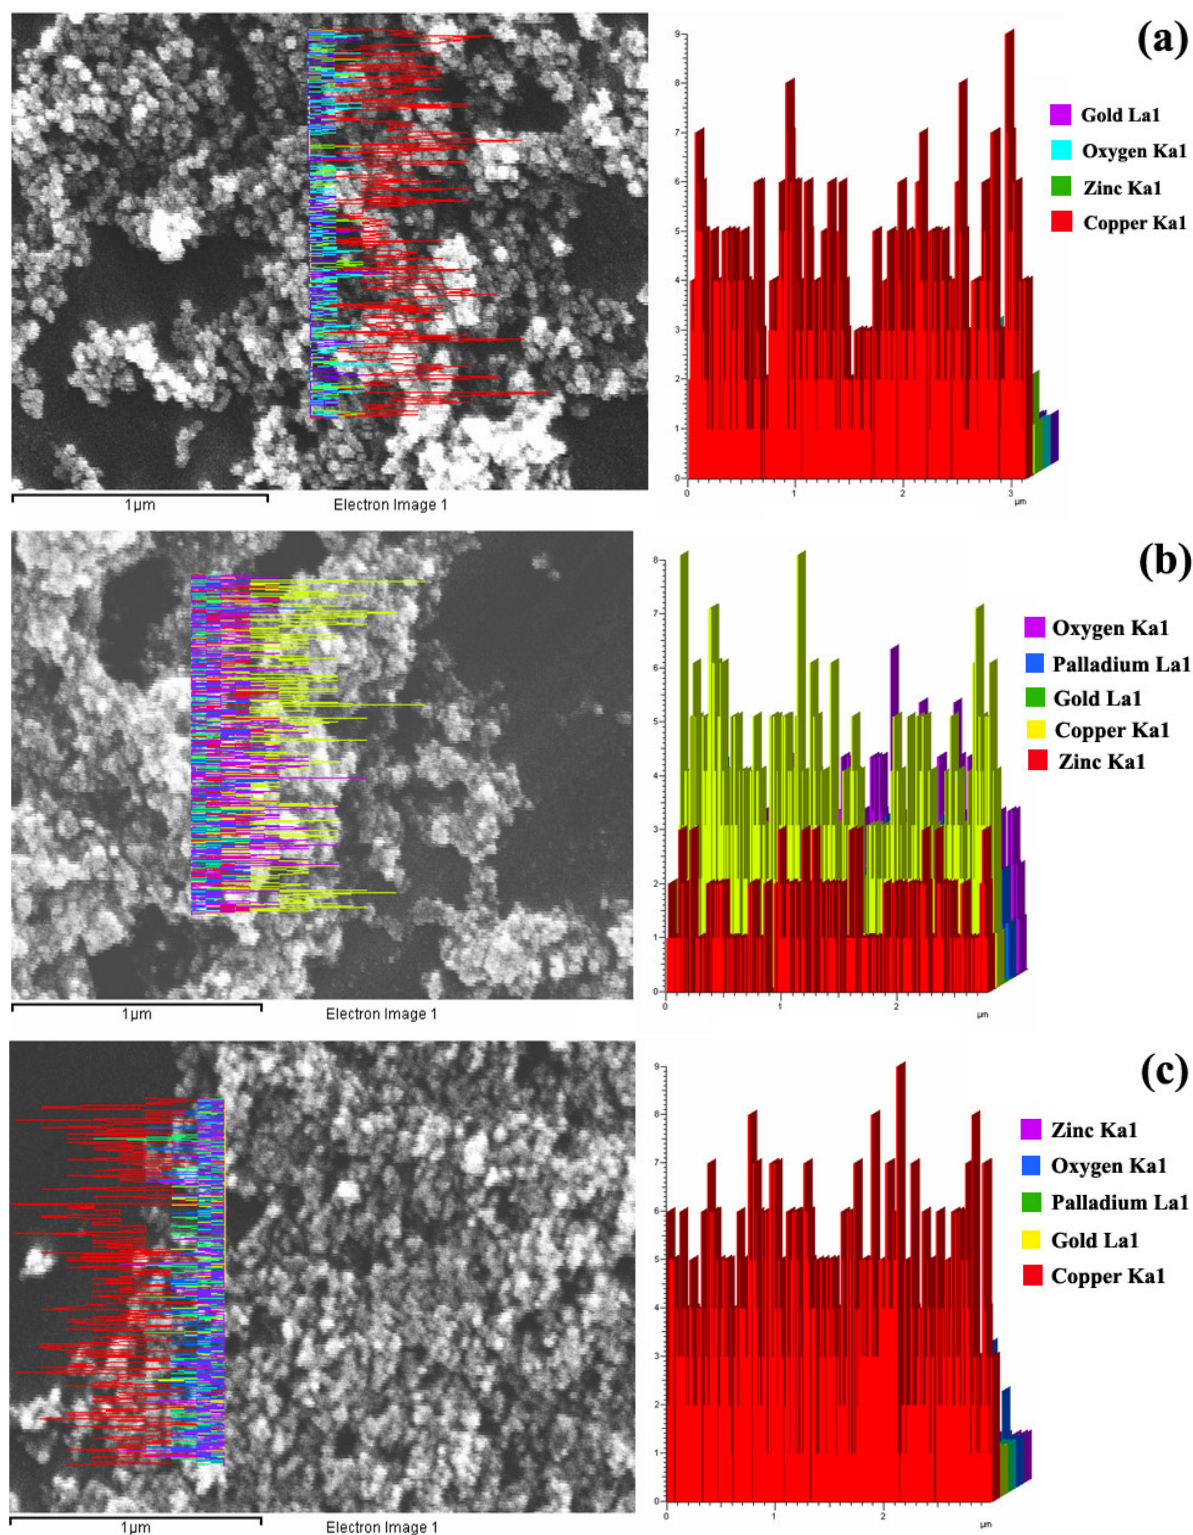 (a)
9
8
7
6
5
4
3
2
1
0
0 1 2 3
µm
Gold La1
Oxygen Ka1
Zinc Ka1
Copper Ka1
1µm Electron Image 1
(b)
8
7
6
5
4
3
2
1
0
0 1 2
µm
Oxygen Ka1
Palladium La1
Gold La1
Copper Ka1
Zinc Ka1
1µm Electron Image 1
(c)
9
8
7
6
5
4
3
2
1
0
0 1 2
µm
Zinc Ka1
Oxygen Ka1
Palladium La1
Gold La1
Copper Ka1
1µm Electron Image 1